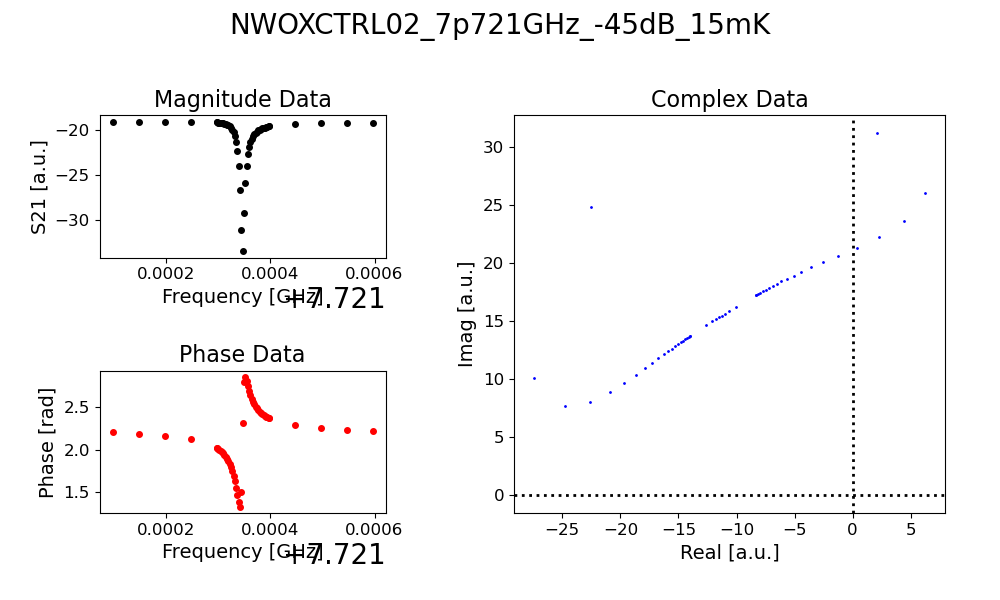 NWOXCTRL02_7p721GHz_-45dB_15mK
Magnitude Data
S21 [a.u.]
−20
−25
−30
0.0002 0.0004 0.0006
Frequency [GHz]
+7.721
Phase Data
Phase [rad]
2.5
2.0
1.5
0.0002 0.0004 0.0006
Frequency [GHz]
+7.721
Complex Data
Imag [a.u.]
30
25
20
15
10
5
0
−25 −20 −15 −10 −5 0 5
Real [a.u.]